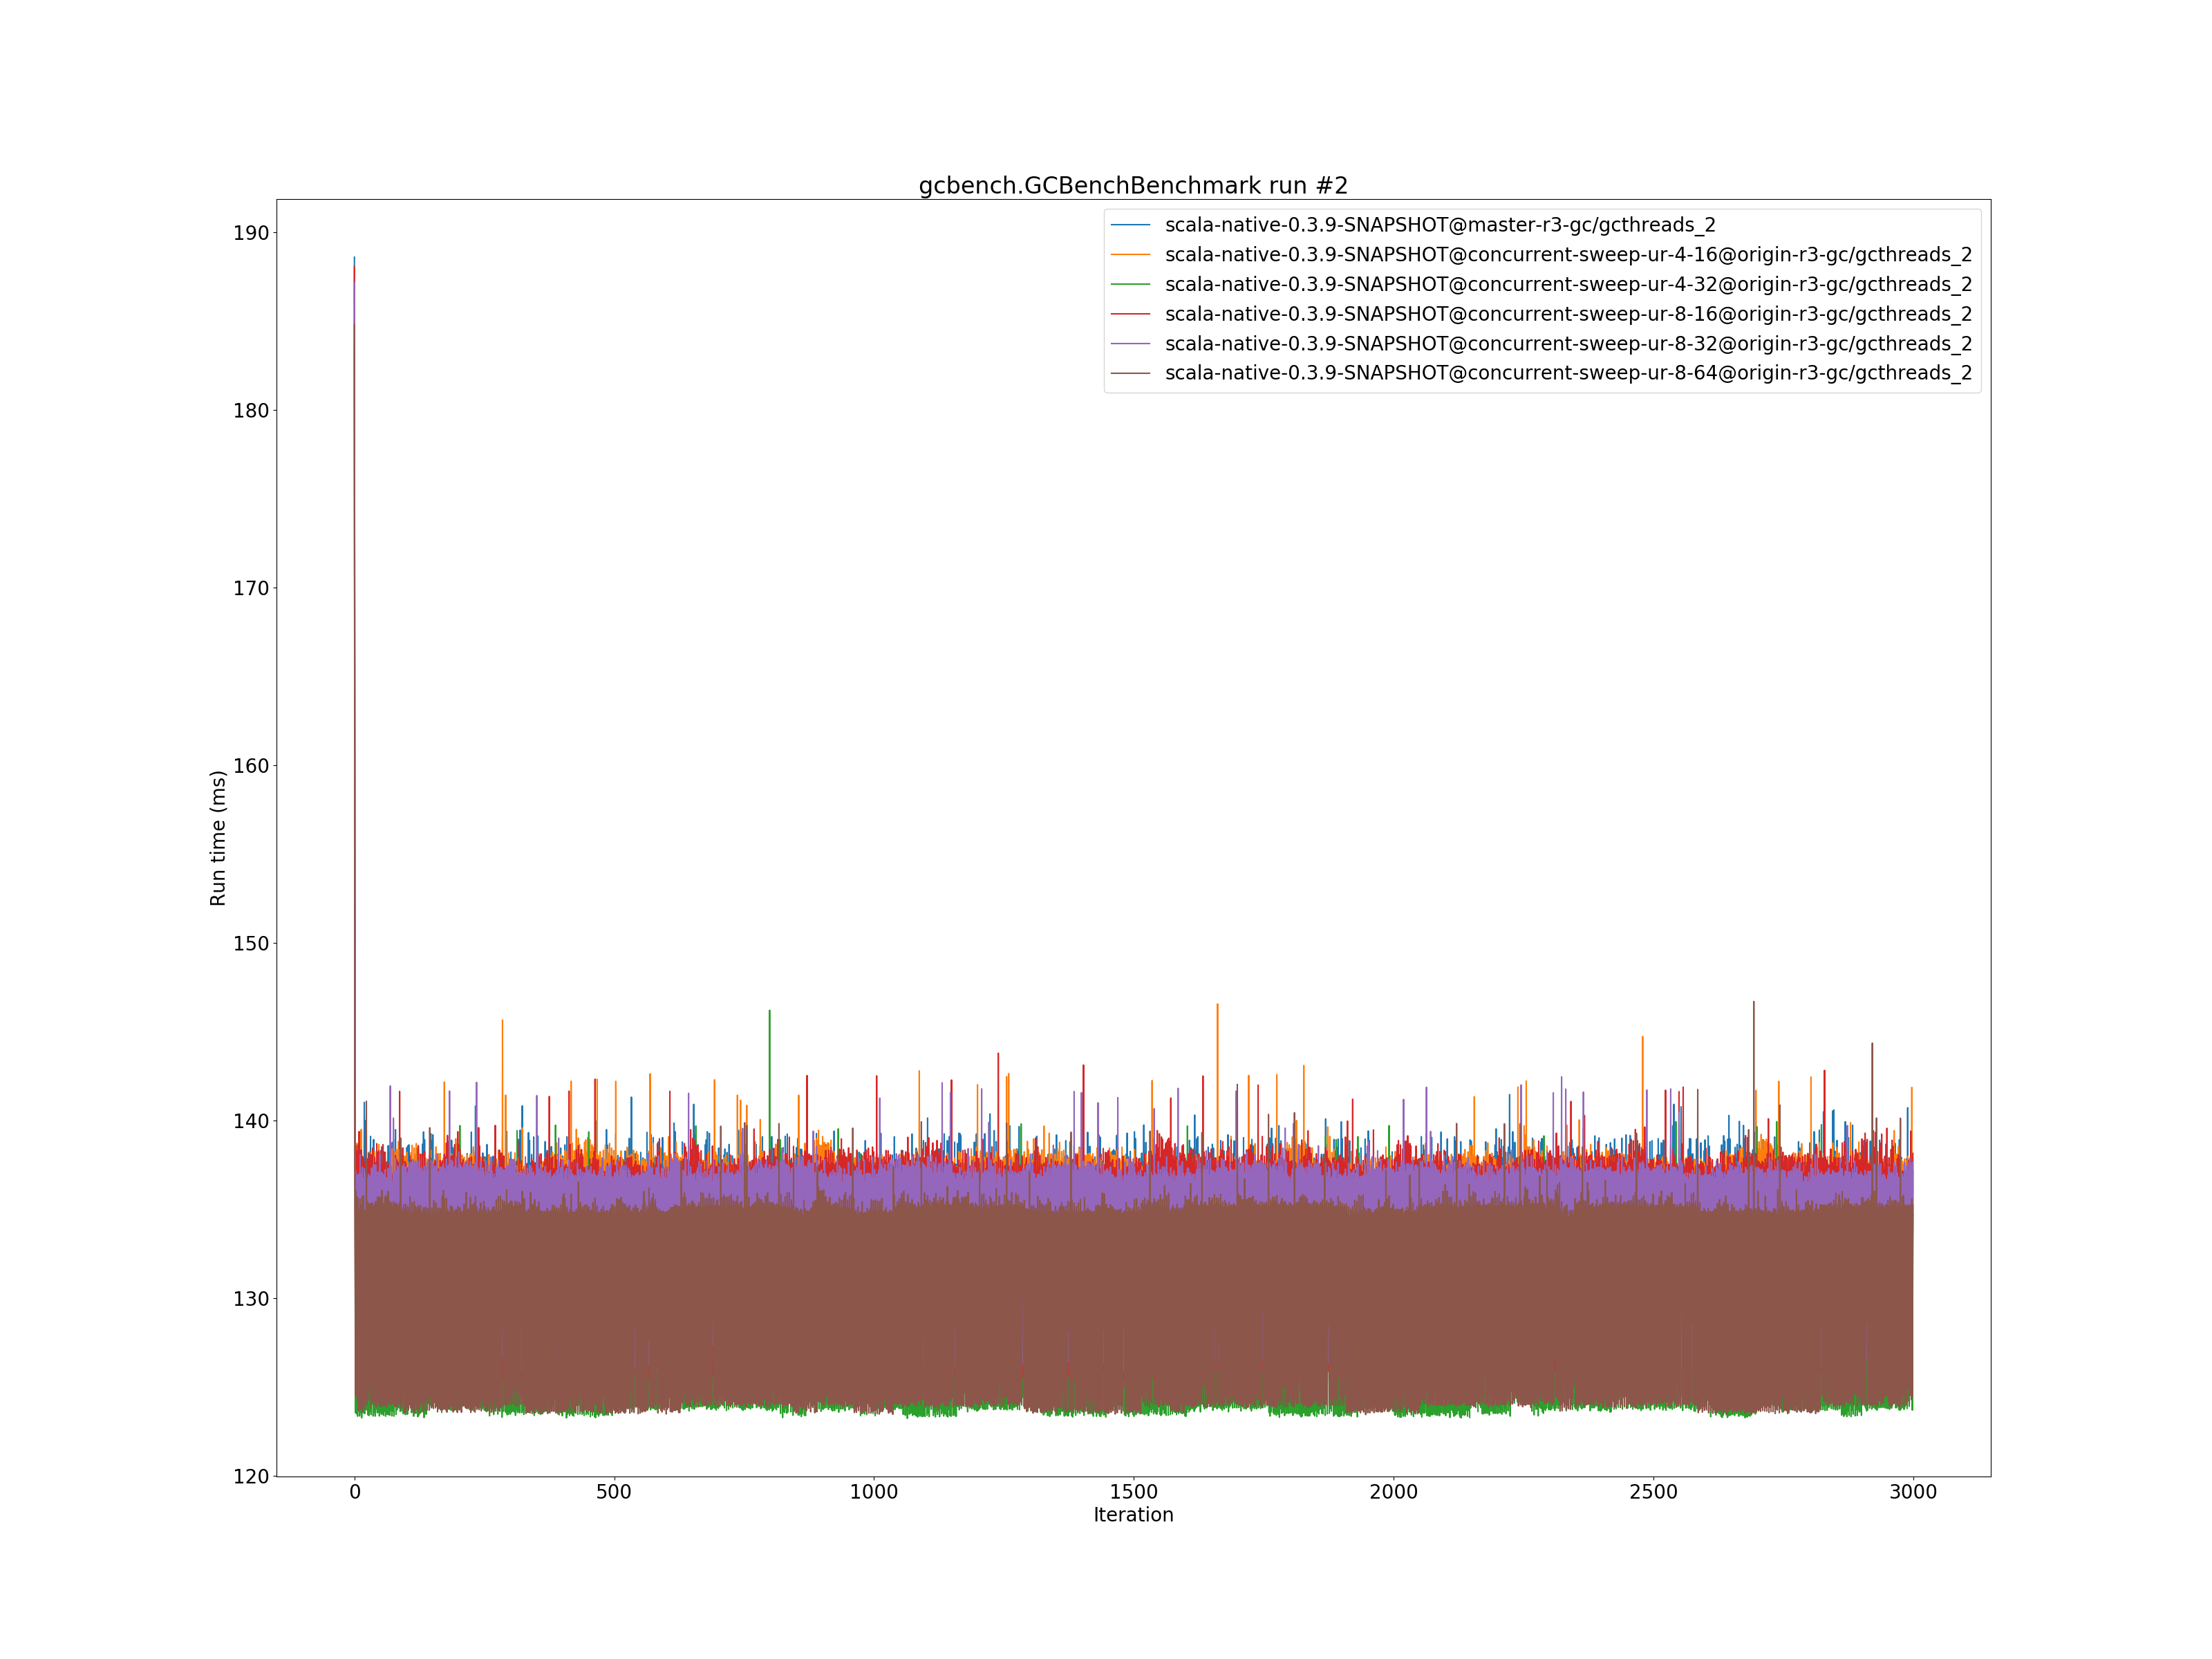 gcbench.GCBenchBenchmark run #2
scala-native-0.3.9-SNAPSHOT@master-r3-gc/gcthreads_2
scala-native-0.3.9-SNAPSHOT@concurrent-sweep-ur-4-16@origin-r3-gc/gcthreads_2
scala-native-0.3.9-SNAPSHOT@concurrent-sweep-ur-4-32@origin-r3-gc/gcthreads_2
scala-native-0.3.9-SNAPSHOT@concurrent-sweep-ur-8-16@origin-r3-gc/gcthreads_2
scala-native-0.3.9-SNAPSHOT@concurrent-sweep-ur-8-32@origin-r3-gc/gcthreads_2
scala-native-0.3.9-SNAPSHOT@concurrent-sweep-ur-8-64@origin-r3-gc/gcthreads_2
190
180
170
160
150
140
130
120
Run time (ms)
0 500 1000 1500 2000 2500 3000
Iteration